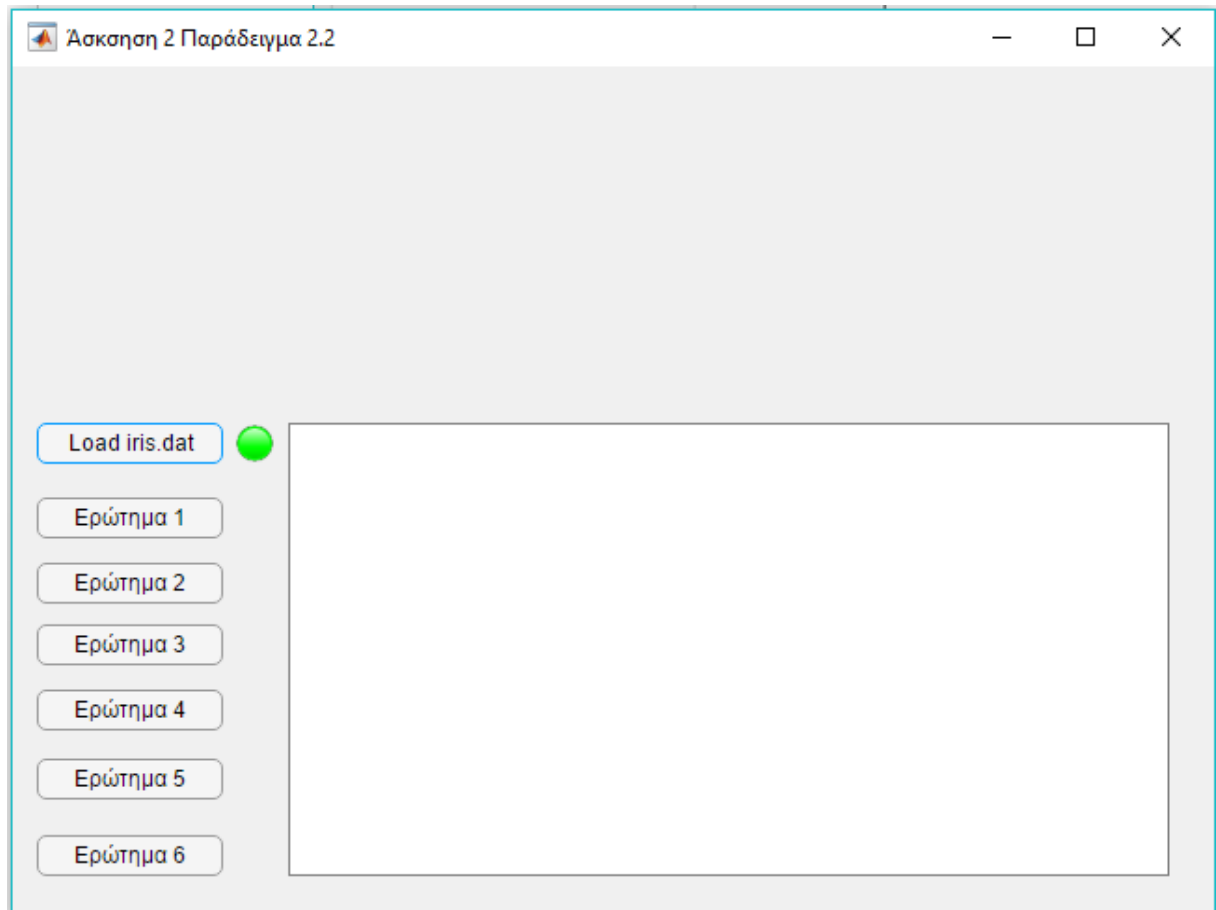 Άσκσηση 2 Παράδειγμα 2.2
Load iris.dat
Ερώτημα 1
Ερώτημα 2
Ερώτημα 3
Ερώτημα 4
Ερώτημα 5
Ερώτημα 6